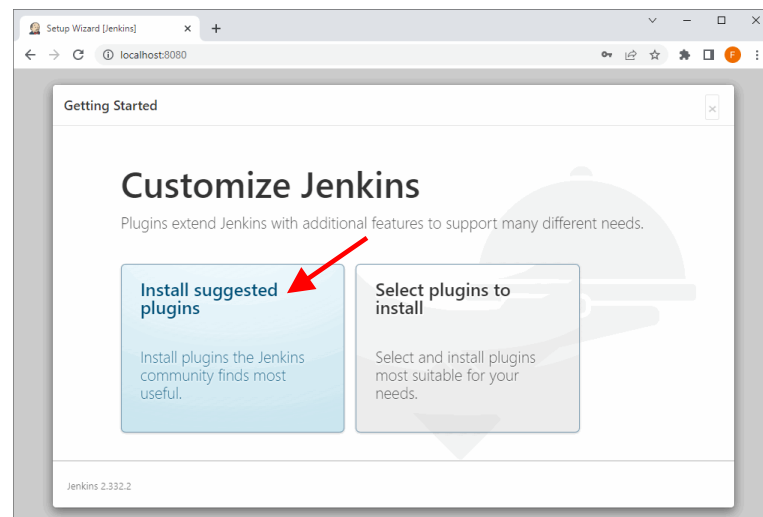 Setup Wizard [Jenkins]
localhost:8080
F
Getting Started
Customize Jenkins
Plugins extend Jenkins with additional features to support many different needs.
Install suggested
plugins
Install plugins the Jenkins
community finds most
useful.
Select plugins to
install
Select and install plugins
most suitable for your
needs.
Jenkins 2.332.2